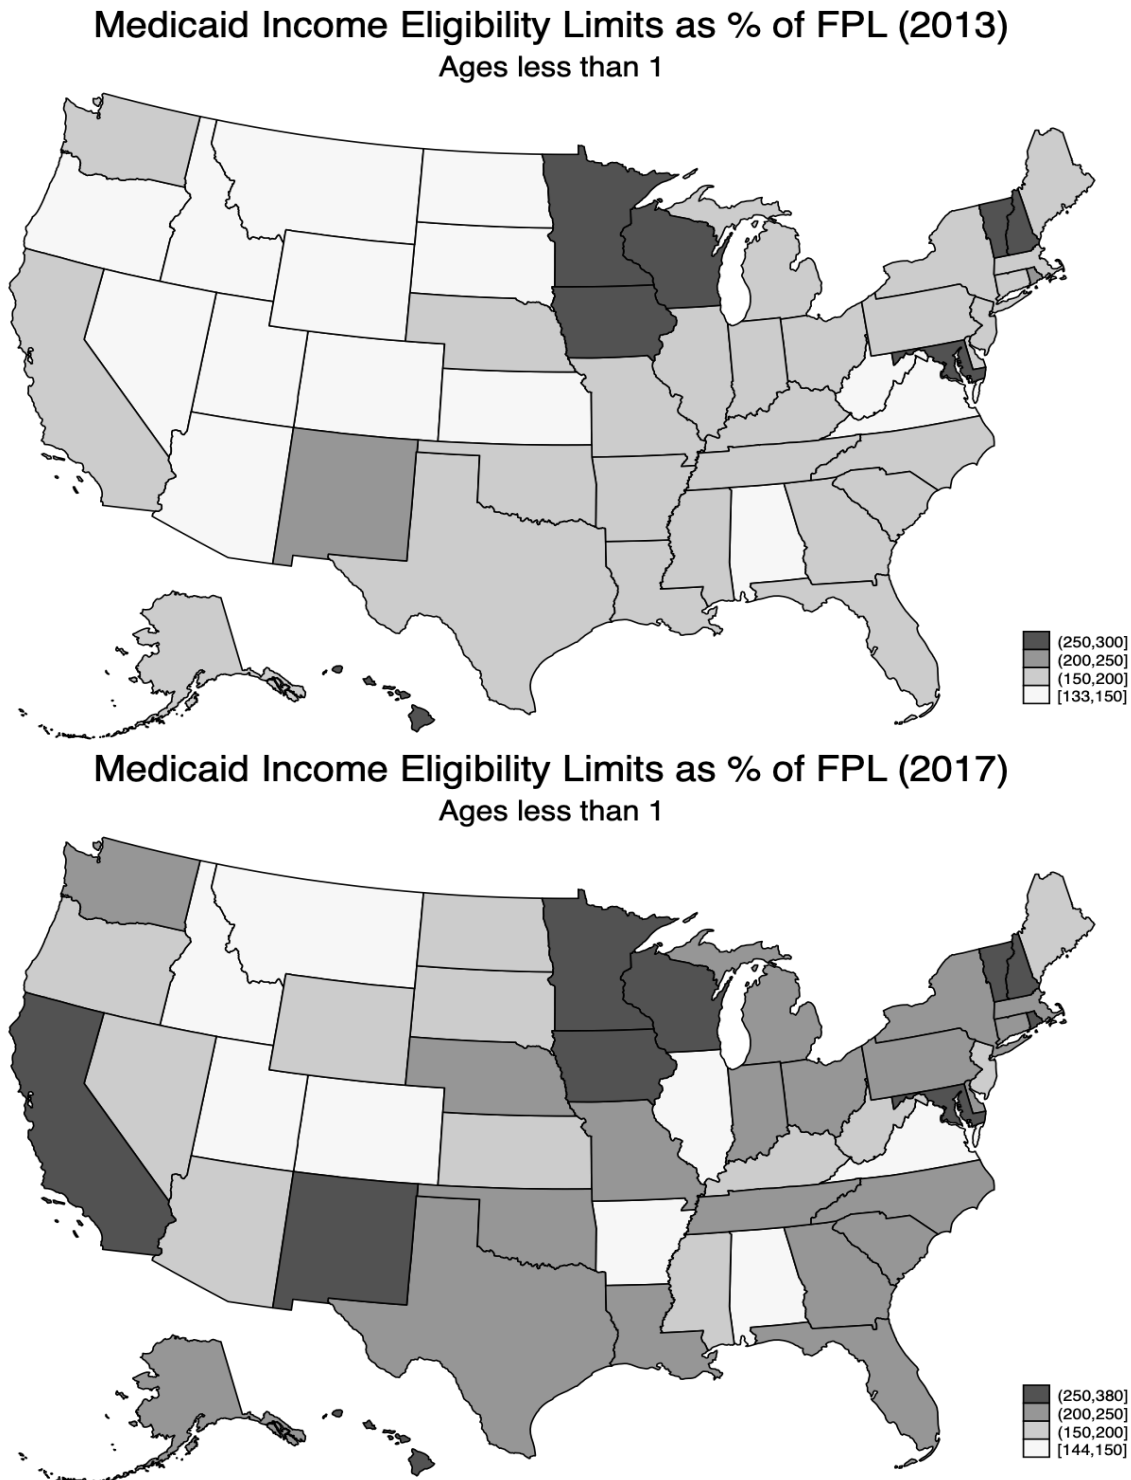 Medicaid Income Eligibility Limits as % of FPL (2013)
Ages less than 1
(250,300]
(200,250]
(150,200]
[133,150]
Medicaid Income Eligibility Limits as % of FPL (2017)
Ages less than 1
(250,380]
(200,250]
(150,200]
[144,150]